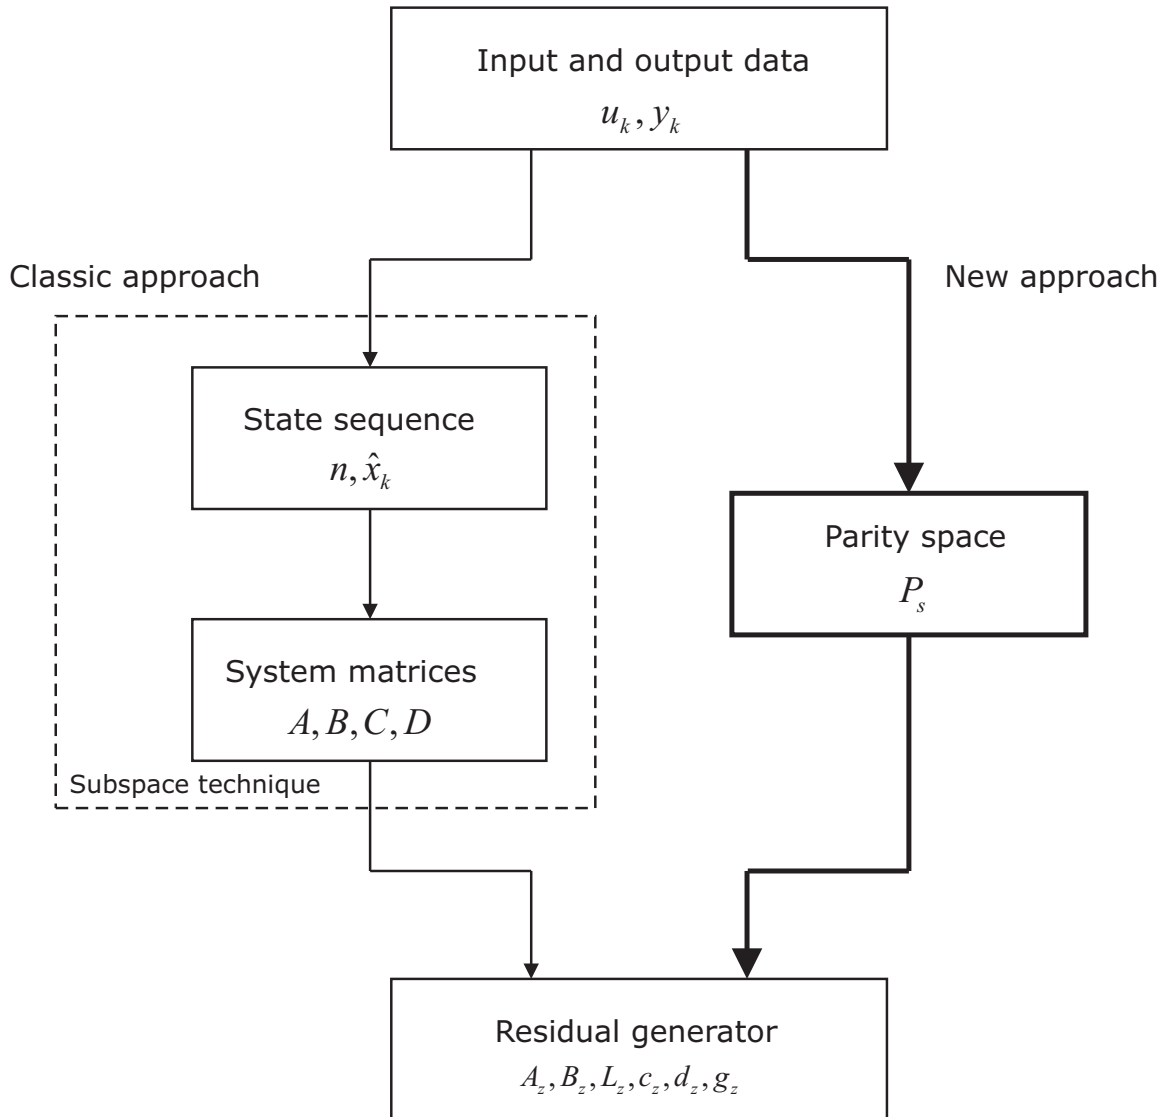 Input and output data
u_k, y_k
Classic approach
New approach
State sequence
n, x̂_k
Parity space
P_s
System matrices
A, B, C, D
Subspace technique
Residual generator
A_z, B_z, L_z, c_z, d_z, g_z